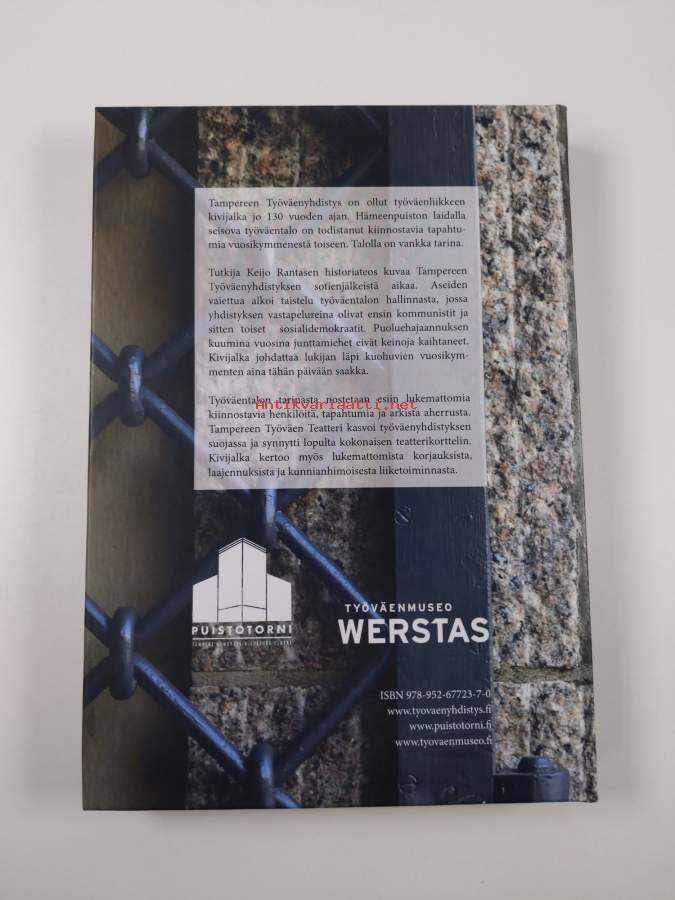 Tampereen Työväenyhdistys on ollut työväenliikkeen
kivijalka jo 130 vuoden ajan. Hämeenpuiston laidalla
seisova työväentalo on todistanut kiinnostavia tapahtu-
mia vuosikymmenestä toiseen. Talolla on vankka tarina.
Tutkija Keijo Rantasen historiateos kuvaa Tampereen
Työväenyhdistyksen sotienjälkeistä aikaa. Aseiden
vaiettua alkoi taistelu työväentalon hallinnasta, jossa
yhdistyksen vastapelureina olivat ensin kommunistit ja
sitten toiset sosialidemokraatit. Puoluehajaannuksen
kuumina vuosina junttamiehet eivät keinoja kaihtaneet.
Kivijalka johdattaa lukijan läpi kuohuvien vuosikym-
menten aina tähän päivään saakka.
Työväentalon tarinasta nostetaan esiin lukemattomia
Antikvariaatti.net
kiinnostavia henkilöitä, tapahtumia ja arkista aherrusta.
Tampereen Työväen Teatteri kasvoi työväenyhdistyksen
suojassa ja synnytti lopulta kokonaisen teatterikorttelin.
Kivijalka kertoo myös lukemattomista korjauksista,
laajennuksista ja kunnianhimoisesta liiketoiminnasta.
PUISTOTORNI
TYÖVÄENMUSEO
WERSTAS
ISBN 978-952-67723-7-0
www.tyovaenyhdistys.fi
www.puistotorni.fi
www.tyovaenmuseo.fi